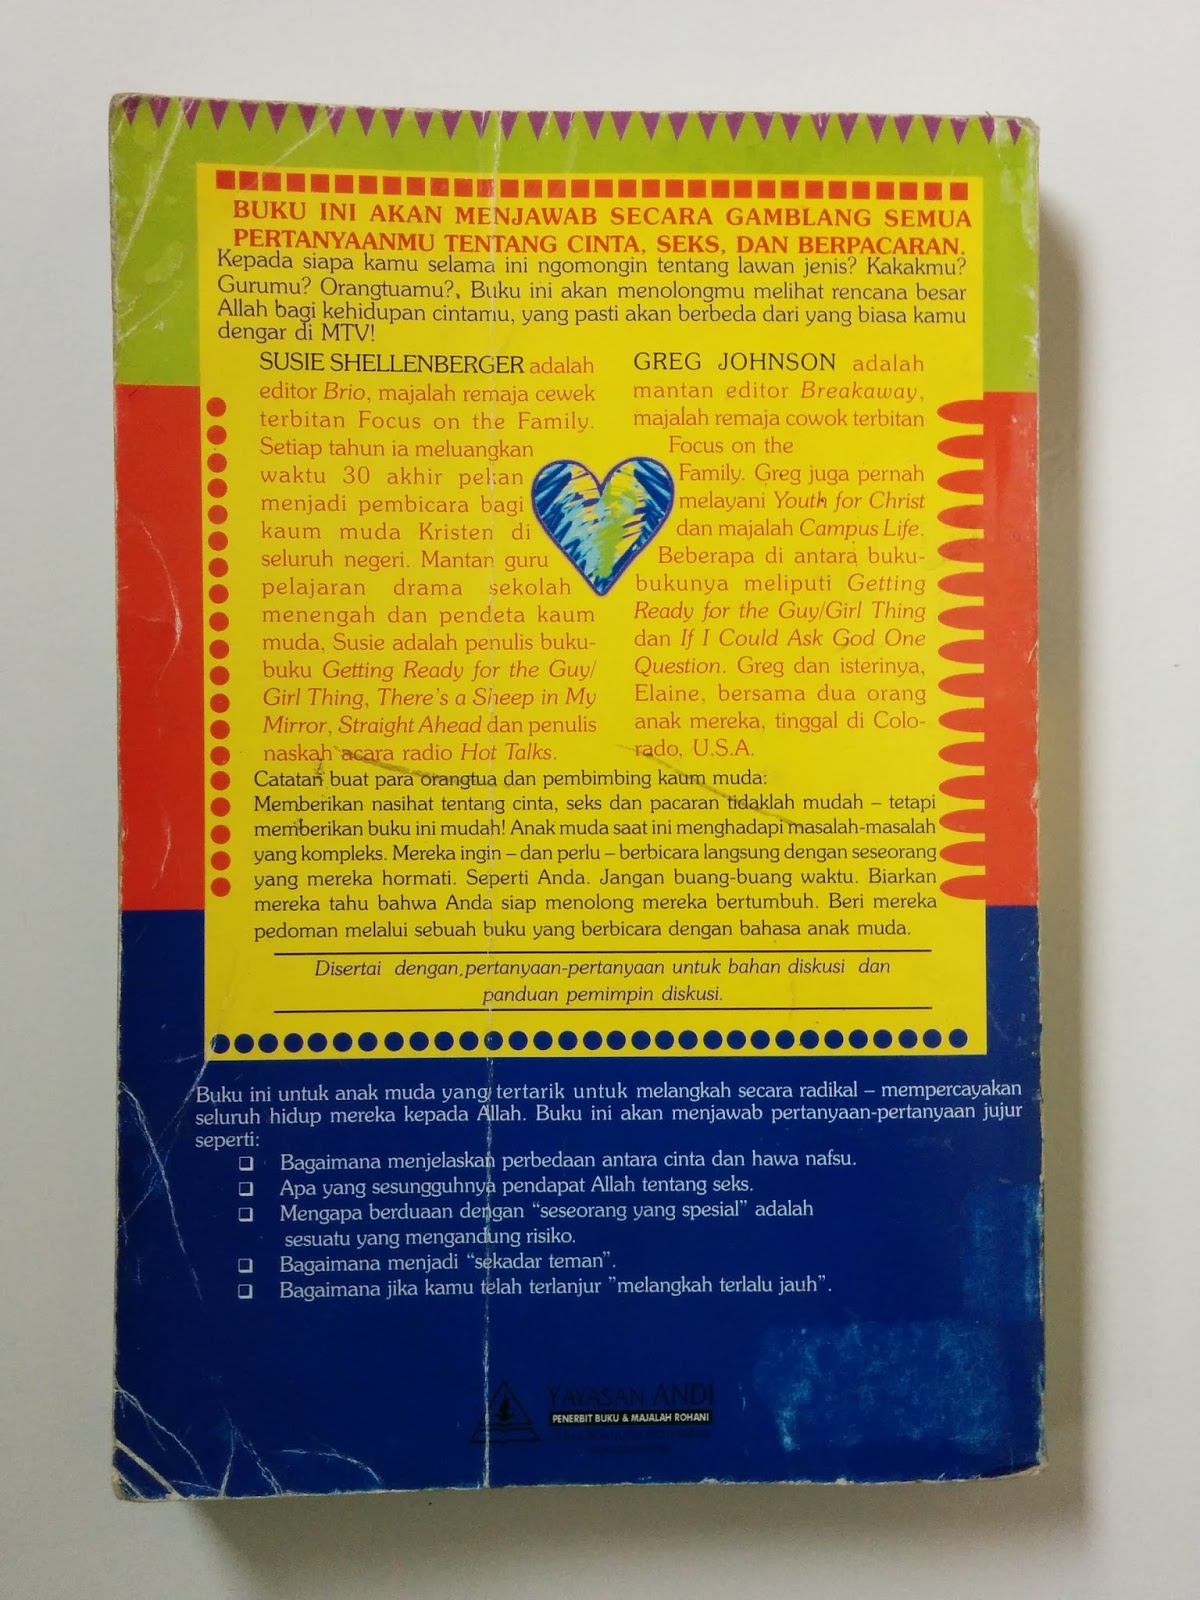 BUKU INI AKAN MENJAWAB SECARA GAMBLANG SEMUA
PERTANYAANMU TENTANG CINTA, SEKS, DAN BERPACARAN.
Kepada siapa kamu selama ini ngomongin tentang lawan jenis? Kakakmu?
Gurumu? Orangtuamu?. Buku ini akan menolongmu melihat rencana besar
Allah bagi kehidupan cintamu, yang pasti akan berbeda dari yang biasa kamu
dengar di MTV!
SUSIE SHELLENBERGER adalah
editor Brio, majalah remaja cewek
terbitan Focus on the Family.
Setiap tahun ia meluangkan
waktu 30 akhir pekan
menjadi pembicara bagi
kaum muda Kristen di
seluruh negeri. Mantan guru
pelajaran drama sekolah
menengah dan pendeta kaum
muda, Susie adalah penulis buku-
buku Getting Ready for the Guy/
Girl Thing, There's a Sheep in My
Mirror, Straight Ahead dan penulis
naskah acara radio Hot Talks.
GREG JOHNSON adalah
mantan editor Breakaway,
majalah remaja cowok terbitan
Focus on the
Family. Greg juga pernah
melayani Youth for Christ
dan majalah Campus Life.
Beberapa di antara buku-
bukunya meliputi Getting
Ready for the Guy/Girl Thing
dan If I Could Ask God One
Question. Greg dan isterinya,
Elaine, bersama dua orang
anak mereka, tinggal di Colo-
rado, U.S.A.
Catatan buat para orangtua dan pembimbing kaum muda:
Memberikan nasihat tentang cinta, seks dan pacaran tidaklah mudah – tetapi
memberikan buku ini mudah! Anak muda saat ini menghadapi masalah-masalah
yang kompleks. Mereka ingin – dan perlu – berbicara langsung dengan seseorang
yang mereka hormati. Seperti Anda. Jangan buang-buang waktu. Biarkan
mereka tahu bahwa Anda siap menolong mereka bertumbuh. Beri mereka
pedoman melalui sebuah buku yang berbicara dengan bahasa anak muda.
Disertai dengan pertanyaan-pertanyaan untuk bahan diskusi dan
panduan pemimpin diskusi.
Buku ini untuk anak muda yang tertarik untuk melangkah secara radikal – mempercayakan
seluruh hidup mereka kepada Allah. Buku ini akan menjawab pertanyaan-pertanyaan jujur
seperti:
❏ Bagaimana menjelaskan perbedaan antara cinta dan hawa nafsu.
❏ Apa yang sesungguhnya pendapat Allah tentang seks.
❏ Mengapa berduaan dengan “seseorang yang spesial” adalah
sesuatu yang mengandung risiko.
❏ Bagaimana menjadi “sekadar teman”.
❏ Bagaimana jika kamu telah terlanjur ”melangkah terlalu jauh”.
YAYASAN ANDI
PENERBIT BUKU & MAJALAH ROHANI